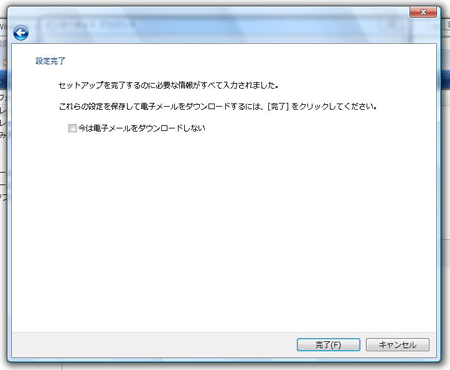 設定完了
セットアップを完了するのに必要な情報がすべて入力されました。
これらの設定を保存して電子メールをダウンロードするには、[完了] をクリックしてください。
今は電子メールをダウンロードしない
完了(F)
キャンセル